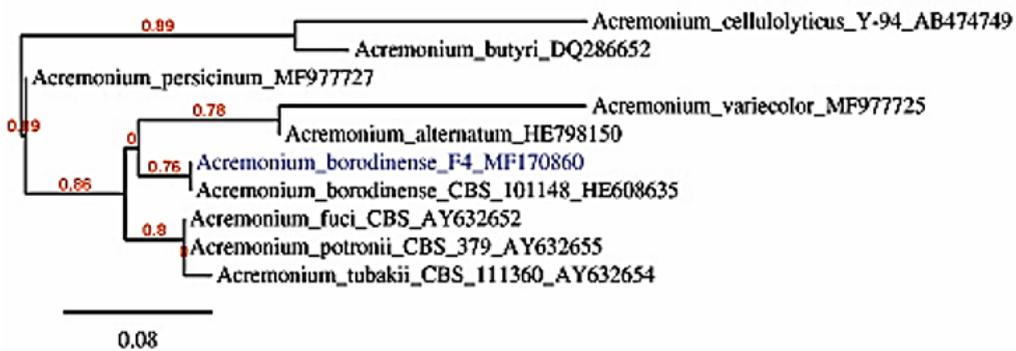 0.89
Acremonium_cellulolyticus_Y-94_AB474749
Acremonium_butyri_DQ286652
Acremonium_persicinum_MF977727
0.78
Acremonium_variecolor_MF977725
0.89
Acremonium_alternatum_HE798150
0
Acremonium_borodinense_F4_MF170860
0.76
Acremonium_borodinense_CBS_101148_HE608635
0.86
Acremonium_fuci_CBS_AY632652
0.8
Acremonium_potronii_CBS_379_AY632655
Acremonium_tubakii_CBS_111360_AY632654
0.08